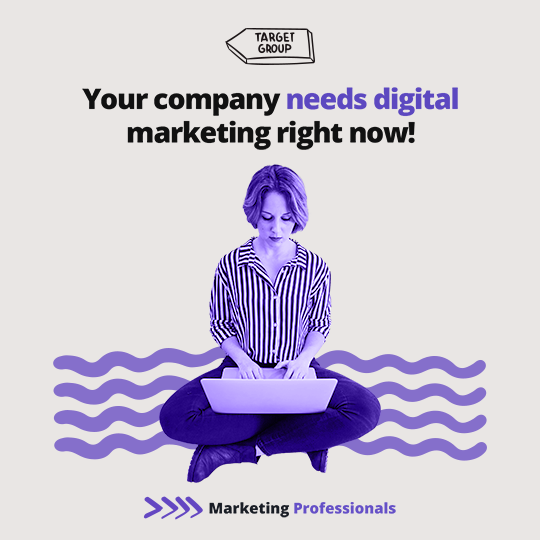 TARGET
GROUP
Your company needs digital
marketing right now!
Marketing Professionals